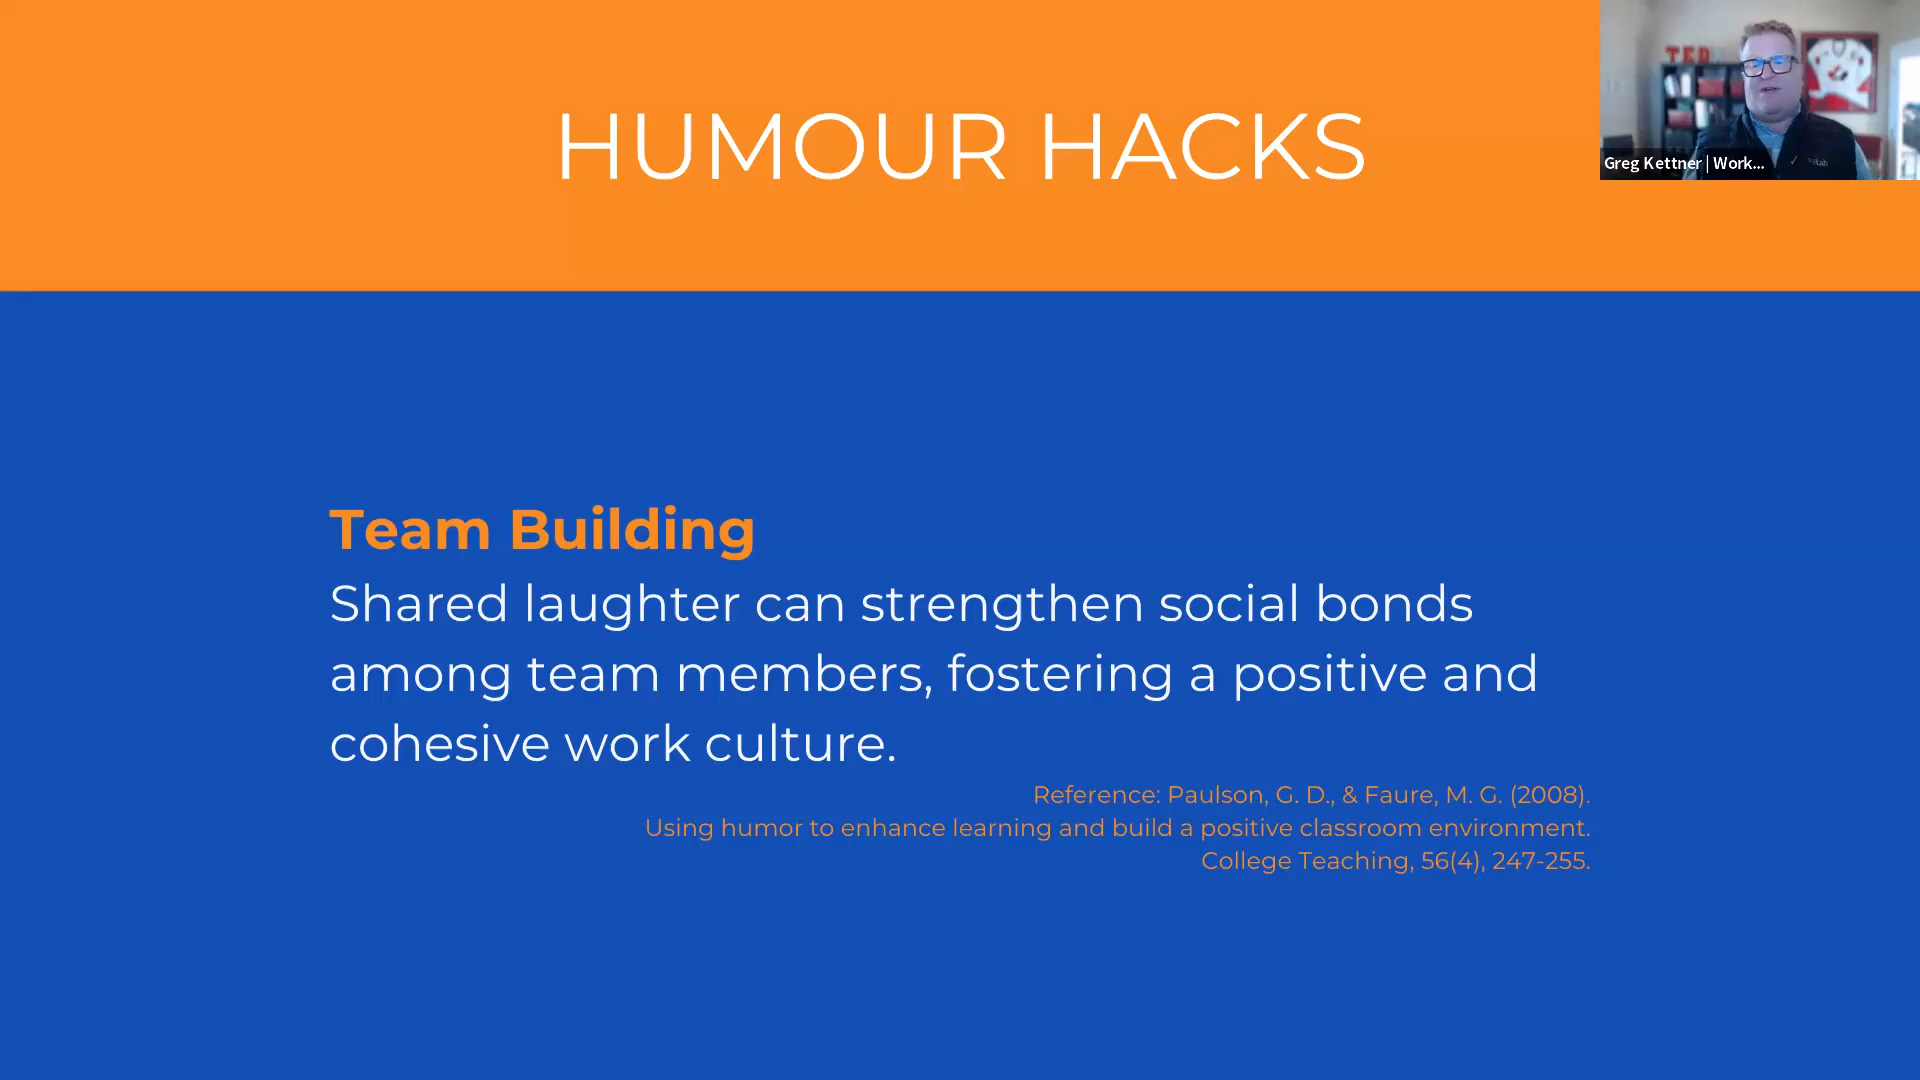 HUMOUR HACKS
TED
Greg Kettner | Work...
Team Building
Shared laughter can strengthen social bonds
among team members, fostering a positive and
cohesive work culture.
Reference: Paulson, G. D., & Faure, M. G. (2008).
Using humor to enhance learning and build a positive classroom environment.
College Teaching, 56(4), 247-255.